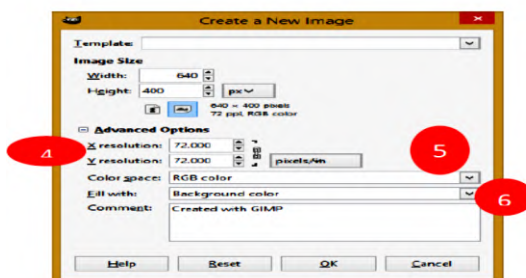 Create a New Image
Template:
Image Size
Width: 640
Height: 400 px
640 × 400 pixels
72 ppi, RGB color
Advanced Options
4
X resolution: 72.000
Y resolution: 72.000 pixels/in
5
Color space: RGB color
Fill with: Background color
6
Comment: Created with GIMP
Help Reset OK Cancel